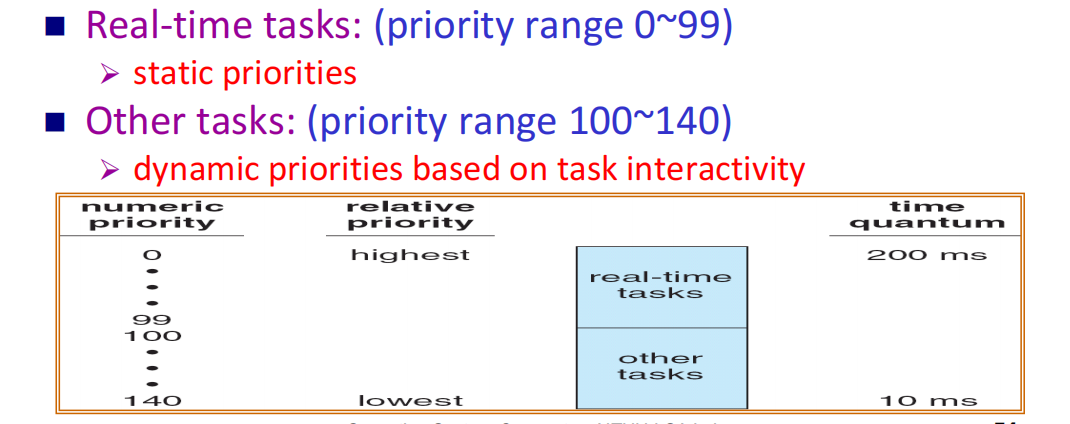 Real-time tasks: (priority range 0~99)
static priorities
Other tasks: (priority range 100~140)
dynamic priorities based on task interactivity
numeric priority
relative priority
time quantum
0
highest
200 ms
real-time tasks
99
100
other tasks
140
lowest
10 ms